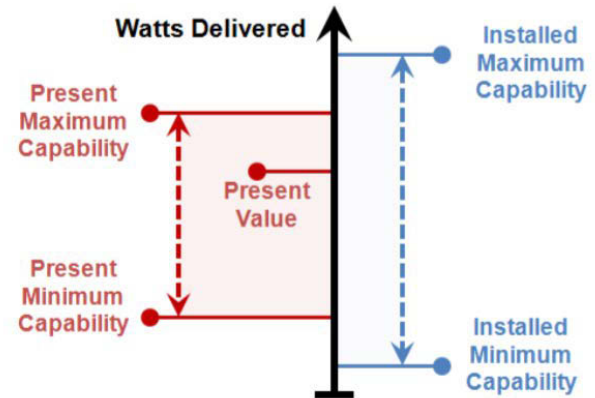 Watts Delivered
Installed
Maximum
Capability
Present
Maximum
Capability
Present
Value
Present
Minimum
Capability
Installed
Minimum
Capability